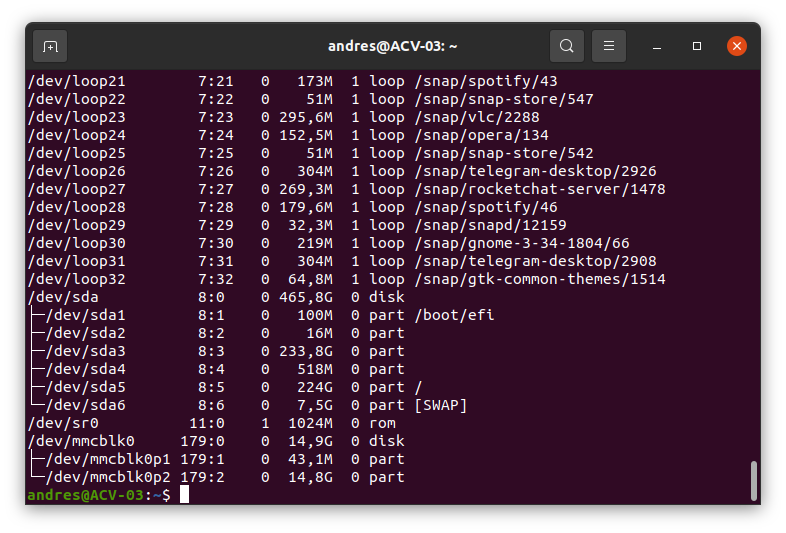 andres@ACV-03: ~
/dev/loop21 7:21 0 173M 1 loop /snap/spotify/43
/dev/loop22 7:22 0 51M 1 loop /snap/snap-store/547
/dev/loop23 7:23 0 295,6M 1 loop /snap/vlc/2288
/dev/loop24 7:24 0 152,5M 1 loop /snap/opera/134
/dev/loop25 7:25 0 51M 1 loop /snap/snap-store/542
/dev/loop26 7:26 0 304M 1 loop /snap/telegram-desktop/2926
/dev/loop27 7:27 0 269,3M 1 loop /snap/rocketchat-server/1478
/dev/loop28 7:28 0 179,6M 1 loop /snap/spotify/46
/dev/loop29 7:29 0 32,3M 1 loop /snap/snapd/12159
/dev/loop30 7:30 0 219M 1 loop /snap/gnome-3-34-1804/66
/dev/loop31 7:31 0 304M 1 loop /snap/telegram-desktop/2908
/dev/loop32 7:32 0 64,8M 1 loop /snap/gtk-common-themes/1514
/dev/sda 8:0 0 465,8G 0 disk
├─/dev/sda1 8:1 0 100M 0 part /boot/efi
├─/dev/sda2 8:2 0 16M 0 part
├─/dev/sda3 8:3 0 233,8G 0 part
├─/dev/sda4 8:4 0 518M 0 part
├─/dev/sda5 8:5 0 224G 0 part /
└─/dev/sda6 8:6 0 7,5G 0 part [SWAP]
/dev/sr0 11:0 1 1024M 0 rom
/dev/mmcblk0 179:0 0 14,9G 0 disk
├─/dev/mmcblk0p1 179:1 0 43,1M 0 part
└─/dev/mmcblk0p2 179:2 0 14,8G 0 part
andres@ACV-03:~$